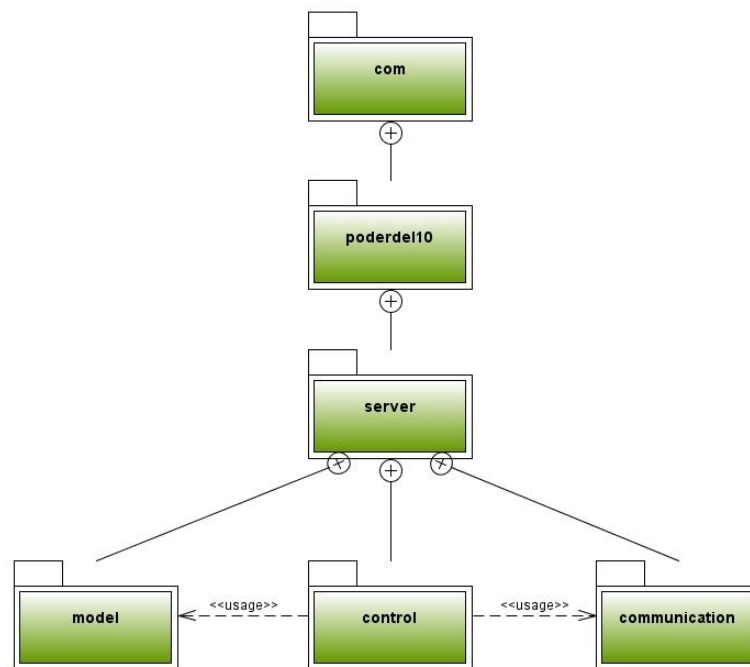 com
poderdel10
server
<<usage>>
<<usage>>
model
control
communication